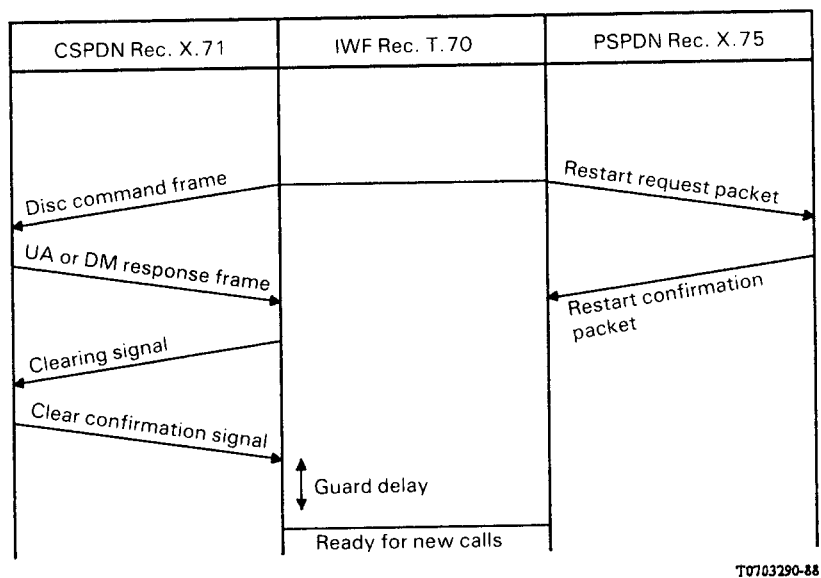 CSPDN Rec. X.71
IWF Rec. T.70
PSPDN Rec. X.75
Disc command frame
Restart request packet
UA or DM response frame
Restart confirmation
packet
Clearing signal
Clear confirmation signal
Guard delay
Ready for new calls
T0703290-88